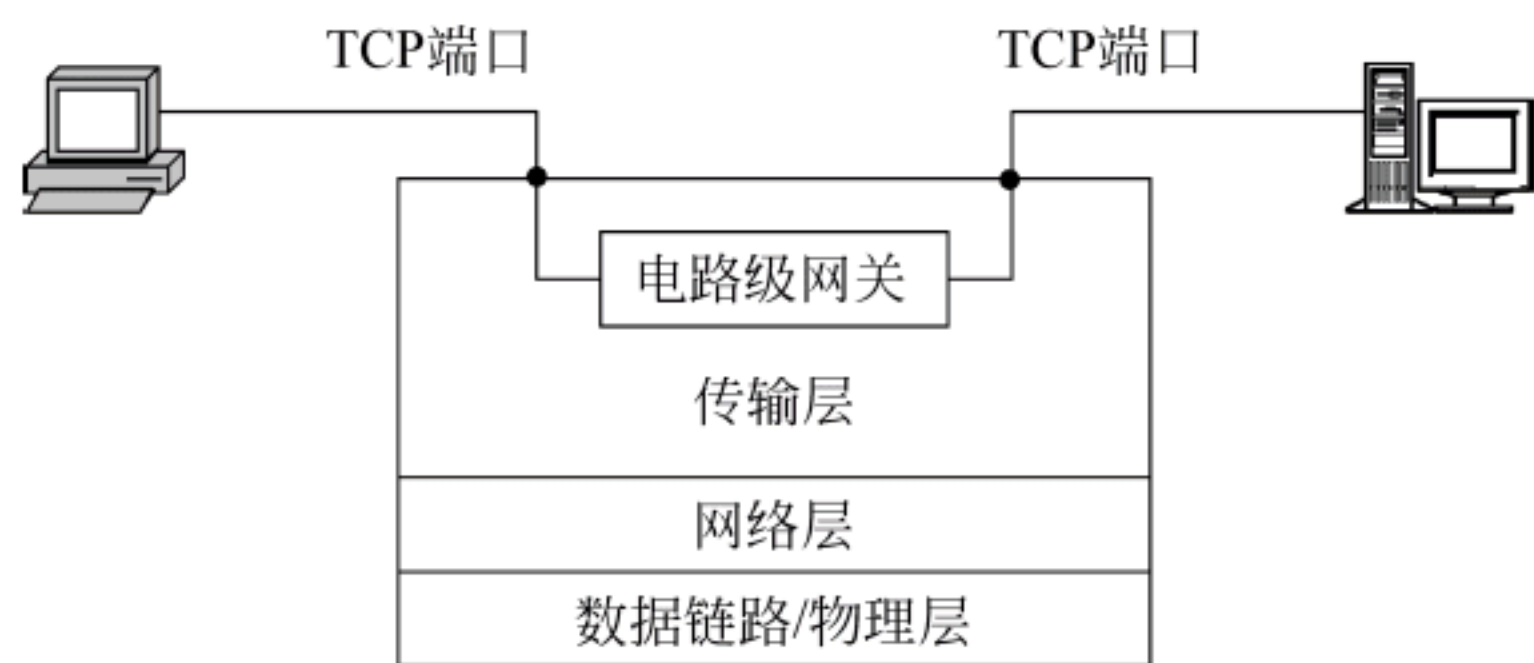 TCP端口
TCP端口
电路级网关
传输层
网络层
数据链路/物理层